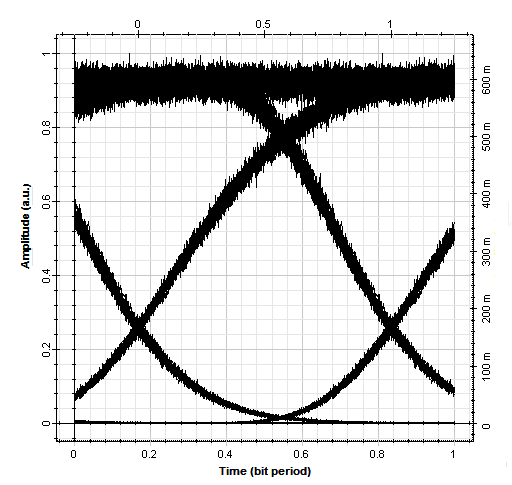 0 0.5 1
1
0.8
0.6
0.4
0.2
0
Amplitude (a.u.)
600 m
500 m
400 m
300 m
200 m
100 m
0
0 0.2 0.4 0.6 0.8 1
Time (bit period)